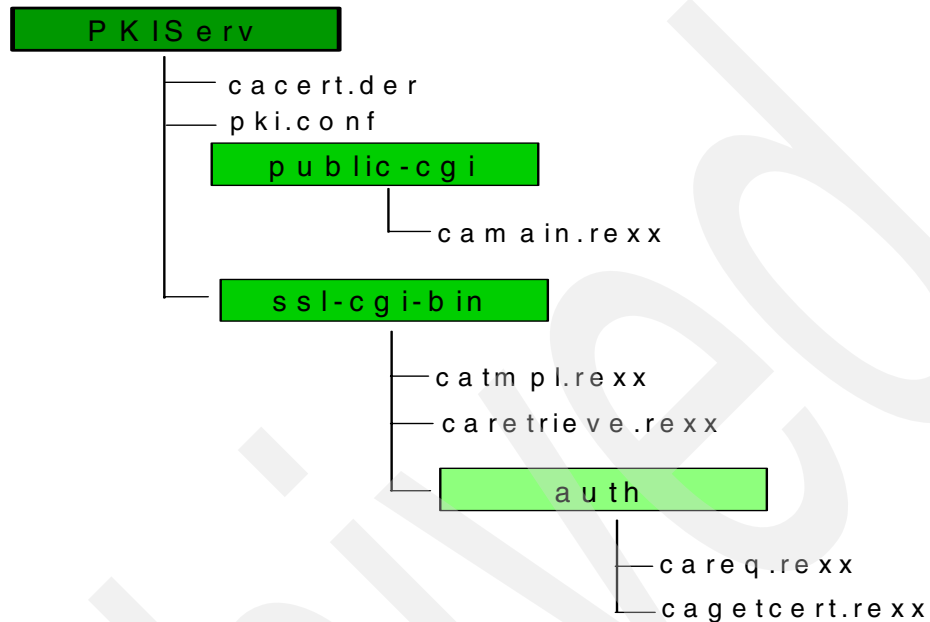 PKIServ
cacert.der
pki.conf
public-cgi
camain.rexx
ssl-cgi-bin
catmpl.rexx
caretrieve.rexx
auth
careq.rexx
cagetcert.rexx